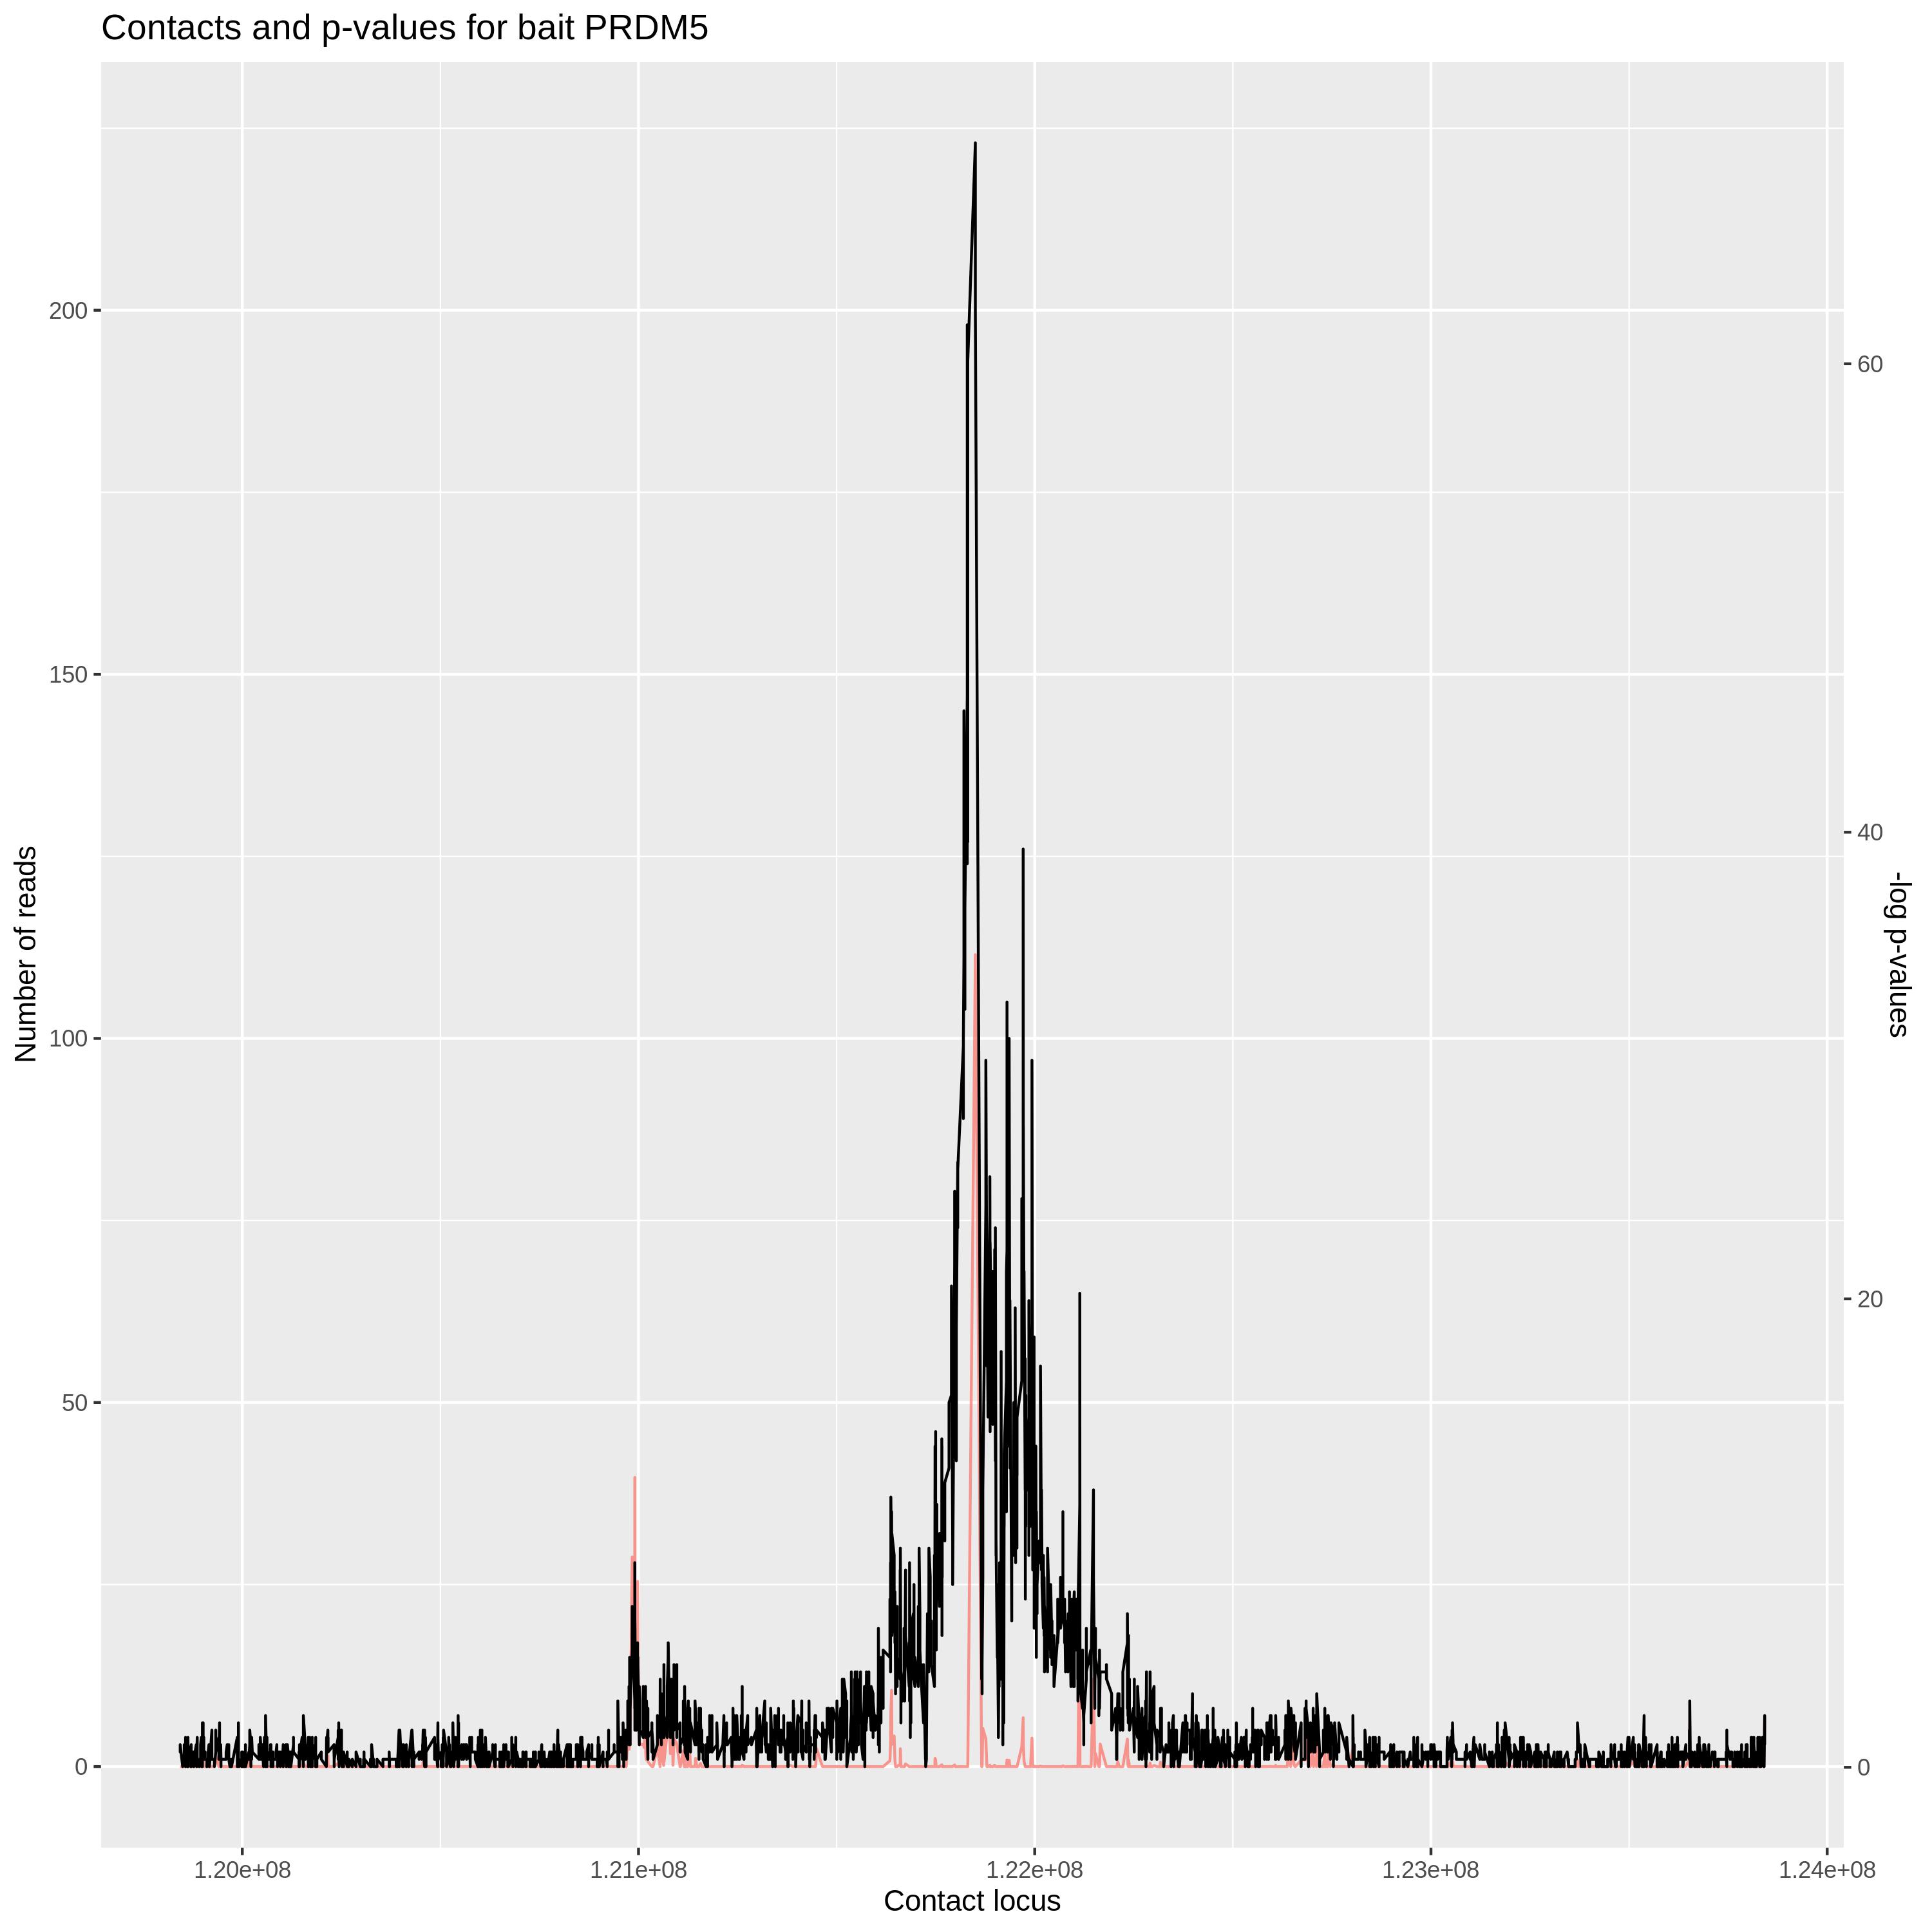 Contacts and p-values for bait PRDM5
Number of reads
200
150
100
50
0
60
40
20
0
-log p-values
1.20e+08
1.21e+08
1.22e+08
1.23e+08
1.24e+08
Contact locus